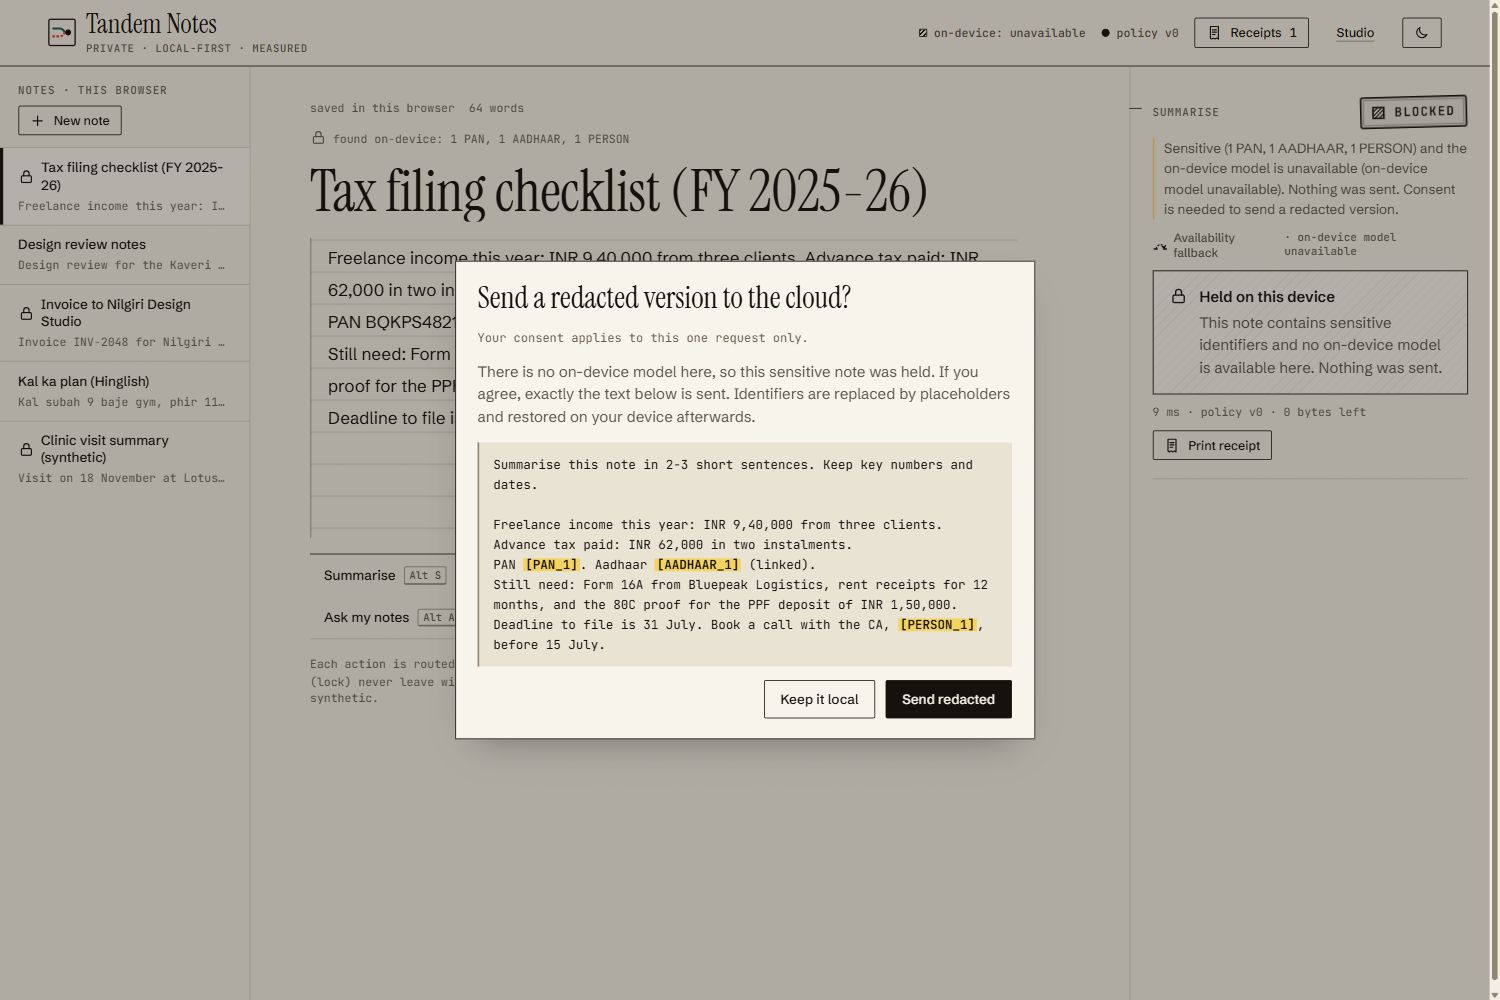 Tandem Notes
PRIVATE · LOCAL-FIRST · MEASURED
on-device: unavailable
policy v0
Receipts 1
Studio
NOTES · THIS BROWSER
New note
Tax filing checklist (FY 2025-
26)
Freelance income this year: I…
Design review notes
Design review for the Kaveri …
Invoice to Nilgiri Design
Studio
Invoice INV-2048 for Nilgiri …
Kal ka plan (Hinglish)
Kal subah 9 baje gym, phir 11…
Clinic visit summary
(synthetic)
Visit on 18 November at Lotus…
saved in this browser 64 words
found on-device: 1 PAN, 1 AADHAAR, 1 PERSON
Tax filing checklist (FY 2025-26)
Freelance income this year: INR 9,40,000 from three clients. Advance tax paid: INR
62,000 in two in
PAN BQKPS4821
Still need: Form
proof for the PPF
Deadline to file i
Summarise Alt S
Ask my notes Alt A
Each action is routed
(lock) never leave wi
synthetic.
Send a redacted version to the cloud?
Your consent applies to this one request only.
There is no on-device model here, so this sensitive note was held. If you
agree, exactly the text below is sent. Identifiers are replaced by placeholders
and restored on your device afterwards.
Summarise this note in 2-3 short sentences. Keep key numbers and
dates.
Freelance income this year: INR 9,40,000 from three clients.
Advance tax paid: INR 62,000 in two instalments.
PAN [PAN_1]. Aadhaar [AADHAAR_1] (linked).
Still need: Form 16A from Bluepeak Logistics, rent receipts for 12
months, and the 80C proof for the PPF deposit of INR 1,50,000.
Deadline to file is 31 July. Book a call with the CA, [PERSON_1],
before 15 July.
Keep it local
Send redacted
SUMMARISE
BLOCKED
Sensitive (1 PAN, 1 AADHAAR, 1 PERSON) and the
on-device model is unavailable (on-device
model unavailable). Nothing was sent. Consent
is needed to send a redacted version.
Availability
fallback
· on-device model
unavailable
Held on this device
This note contains sensitive
identifiers and no on-device model
is available here. Nothing was sent.
9 ms · policy v0 · 0 bytes left
Print receipt